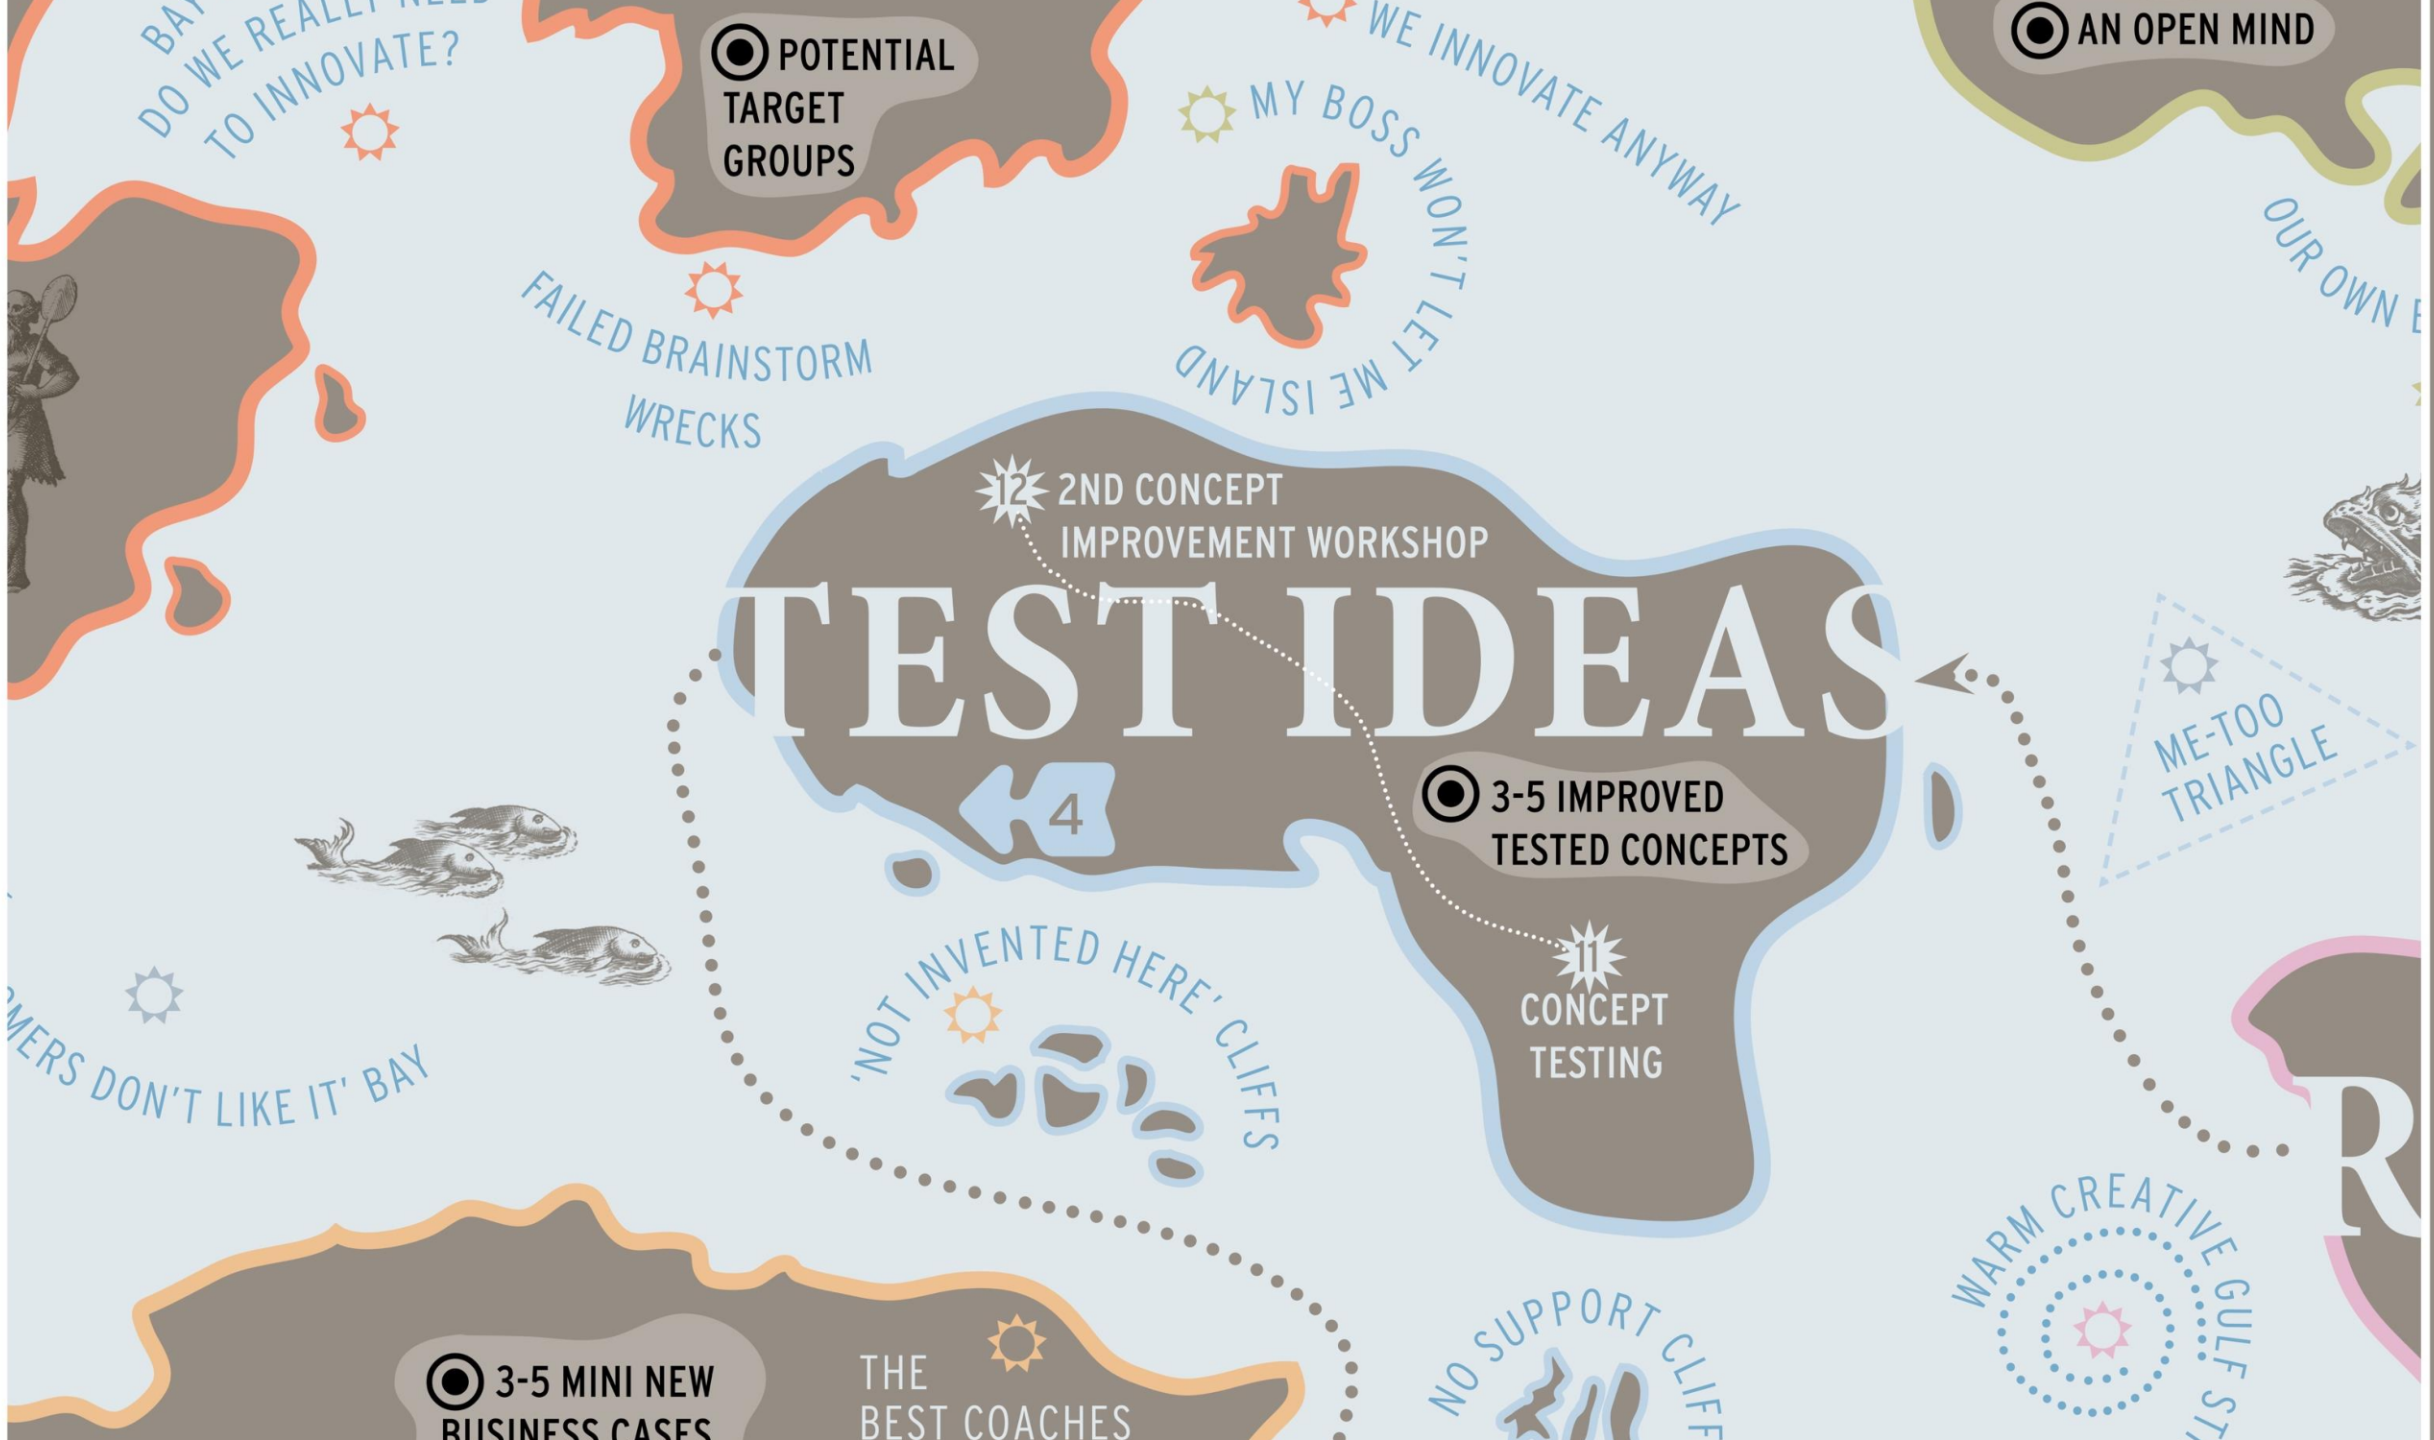 BAY
DO WE REALLY NEED
TO INNOVATE?
POTENTIAL
TARGET
GROUPS
WE INNOVATE ANYWAY
MY BOSS WON'T LET ME ISLAND
AN OPEN MIND
OUR OWN
FAILED BRAINSTORM
WRECKS
12 2ND CONCEPT
IMPROVEMENT WORKSHOP
TEST IDEAS
4
3-5 IMPROVED
TESTED CONCEPTS
11
CONCEPT
TESTING
ME-TOO
TRIANGLE
'NOT INVENTED HERE' CLIFFS
DON'T LIKE IT' BAY
R
WARM CREATIVE GULF
NO SUPPORT CLIFF
3-5 MINI NEW
BUSINESS CASES
THE
BEST COACHES